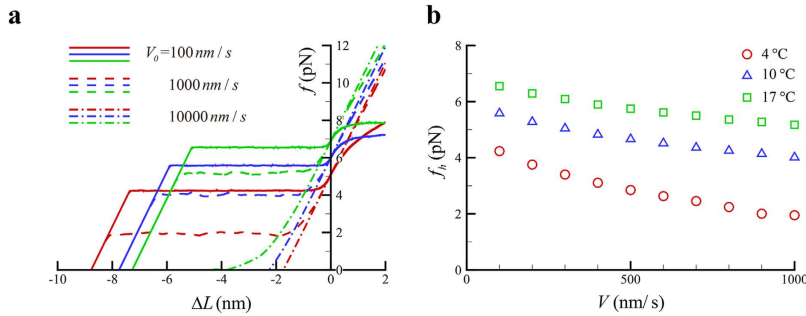 a
b
V₀=100 nm/s
1000 nm/s
10000 nm/s
f (pN)
12
10
8
6
4
2
0
-10
-8
-6
-4
-2
0
2
ΔL (nm)
4 °C
10 °C
17 °C
fₕ (pN)
8
6
4
2
0
0
500
1000
V (nm/s)